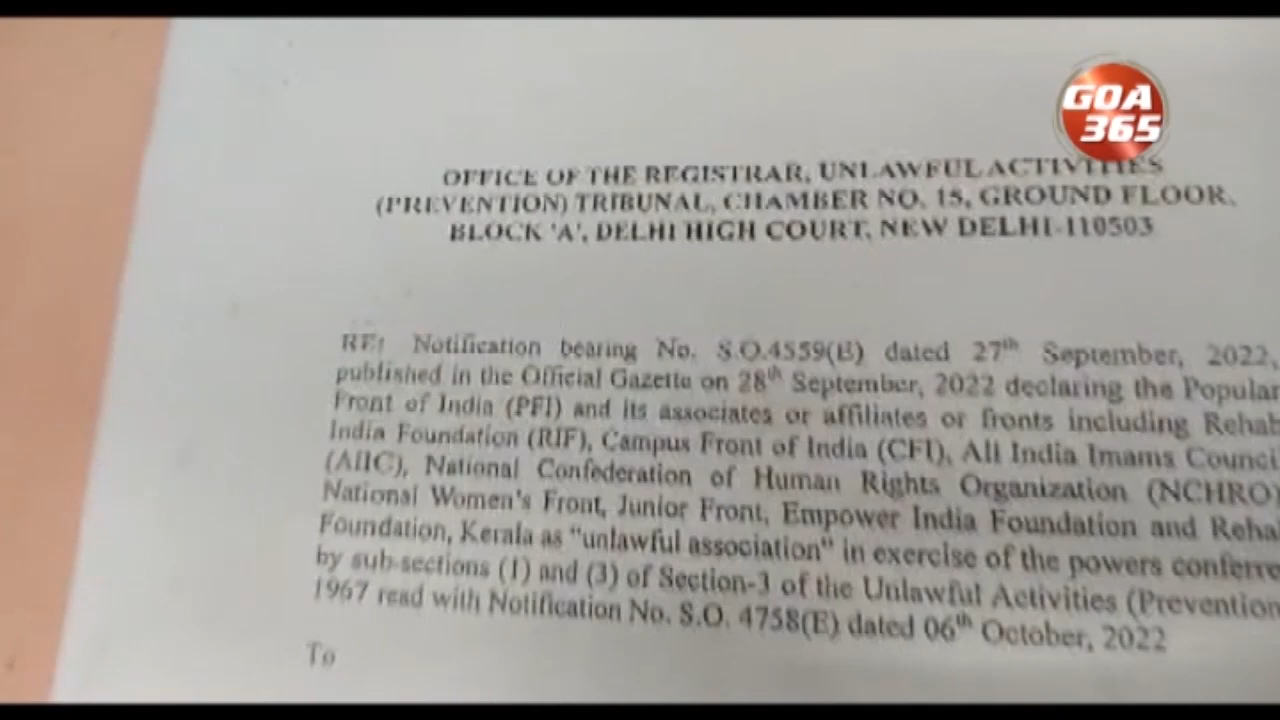 GOA
365
OFFICE OF THE REGISTRAR, UNLAWFUL ACTIVITIES
(PREVENTION) TRIBUNAL, CHAMBER NO. 15, GROUND FLOOR,
BLOCK 'A', DELHI HIGH COURT, NEW DELHI-110503
RE: Notification bearing No. S.O.4559(E) dated 27th September, 2022,
published in the Official Gazette on 28th September, 2022 declaring the Popular
Front of India (PFI) and its associates or affiliates or fronts including Rehab
India Foundation (RIF), Campus Front of India (CFI), All India Imams Counci
(AIIC), National Confederation of Human Rights Organization (NCHRO)
National Women's Front, Junior Front, Empower India Foundation and Reha
Foundation, Kerala as "unlawful association" in exercise of the powers conferre
by sub-sections (1) and (3) of Section-3 of the Unlawful Activities (Prevention
1967 read with Notification No. S.O. 4758(E) dated 06th October, 2022
To